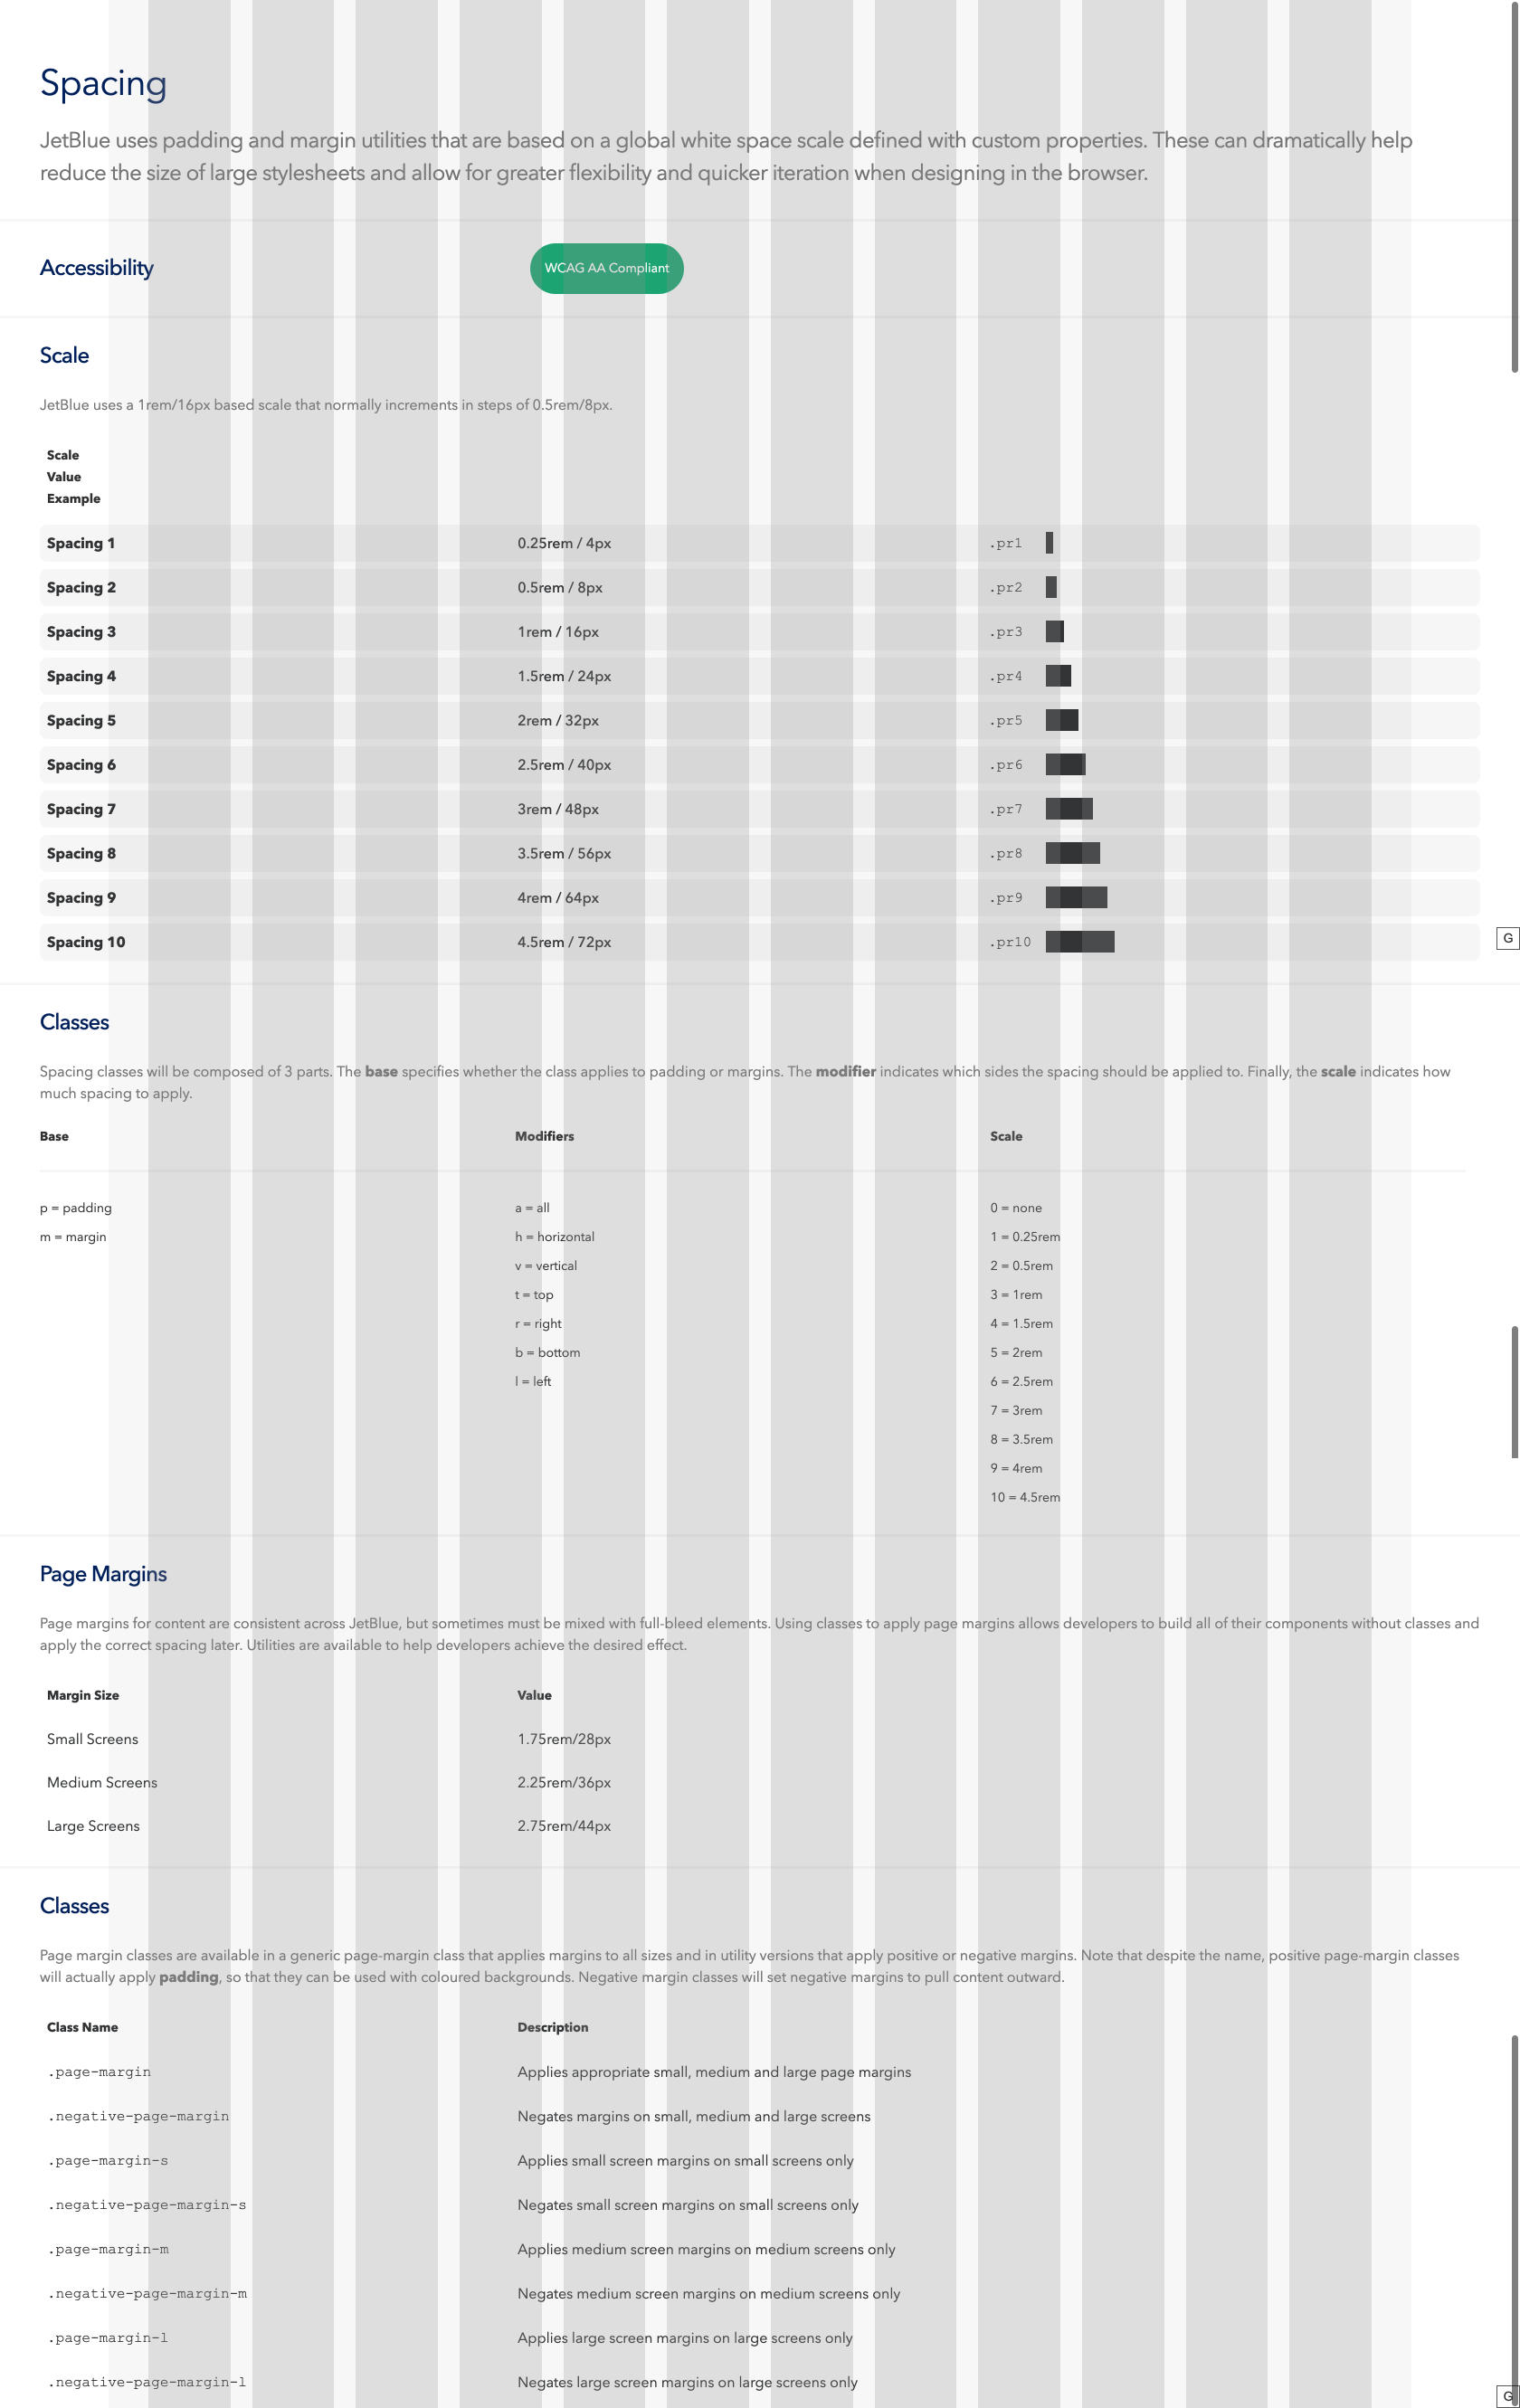 Spacing
JetBlue uses padding and margin utilities that are based on a global white space scale defined with custom properties. These can dramatically help
reduce the size of large stylesheets and allow for greater flexibility and quicker iteration when designing in the browser.
Accessibility
WCAG AA Compliant
Scale
JetBlue uses a 1rem/16px based scale that normally increments in steps of 0.5rem/8px.
Scale
Value
Example
Spacing 1 0.25rem / 4px .pr1
Spacing 2 0.5rem / 8px .pr2
Spacing 3 1rem / 16px .pr3
Spacing 4 1.5rem / 24px .pr4
Spacing 5 2rem / 32px .pr5
Spacing 6 2.5rem / 40px .pr6
Spacing 7 3rem / 48px .pr7
Spacing 8 3.5rem / 56px .pr8
Spacing 9 4rem / 64px .pr9
Spacing 10 4.5rem / 72px .pr10
G
Classes
Spacing classes will be composed of 3 parts. The base specifies whether the class applies to padding or margins. The modifier indicates which sides the spacing should be applied to. Finally, the scale indicates how
much spacing to apply.
Base Modifiers Scale
p = padding a = all 0 = none
m = margin h = horizontal 1 = 0.25rem
v = vertical 2 = 0.5rem
t = top 3 = 1rem
r = right 4 = 1.5rem
b = bottom 5 = 2rem
l = left 6 = 2.5rem
7 = 3rem
8 = 3.5rem
9 = 4rem
10 = 4.5rem
Page Margins
Page margins for content are consistent across JetBlue, but sometimes must be mixed with full-bleed elements. Using classes to apply page margins allows developers to build all of their components without classes and
apply the correct spacing later. Utilities are available to help developers achieve the desired effect.
Margin Size Value
Small Screens 1.75rem/28px
Medium Screens 2.25rem/36px
Large Screens 2.75rem/44px
Classes
Page margin classes are available in a generic page-margin class that applies margins to all sizes and in utility versions that apply positive or negative margins. Note that despite the name, positive page-margin classes
will actually apply padding, so that they can be used with coloured backgrounds. Negative margin classes will set negative margins to pull content outward.
Class Name Description
.page-margin Applies appropriate small, medium and large page margins
.negative-page-margin Negates margins on small, medium and large screens
.page-margin-s Applies small screen margins on small screens only
.negative-page-margin-s Negates small screen margins on small screens only
.page-margin-m Applies medium screen margins on medium screens only
.negative-page-margin-m Negates medium screen margins on medium screens only
.page-margin-l Applies large screen margins on large screens only
.negative-page-margin-l Negates large screen margins on large screens only
G